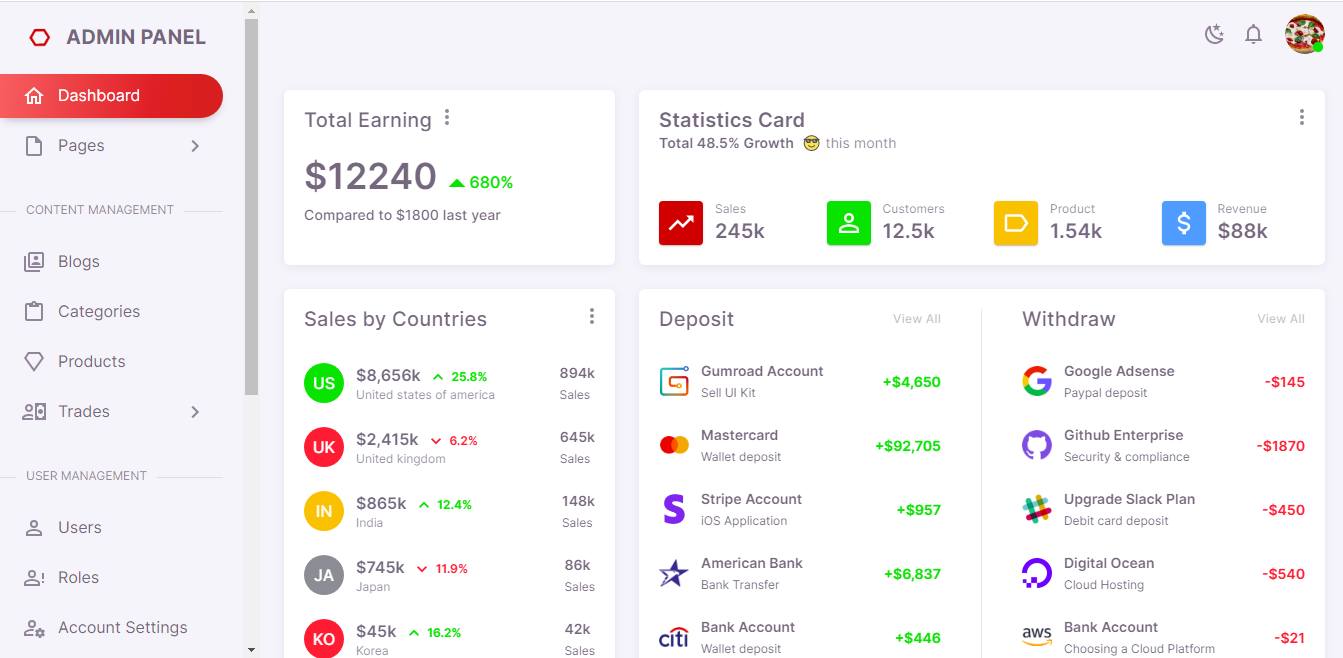 ADMIN PANEL
Dashboard
Pages
CONTENT MANAGEMENT
Blogs
Categories
Products
Trades
USER MANAGEMENT
Users
Roles
Account Settings
Total Earning
$12240 680%
Compared to $1800 last year
Statistics Card
Total 48.5% Growth this month
Sales
245k
Customers
12.5k
Product
1.54k
Revenue
$88k
Sales by Countries
US $8,656k 25.8% 894k
United states of america Sales
UK $2,415k 6.2% 645k
United kingdom Sales
IN $865k 12.4% 148k
India Sales
JA $745k 11.9% 86k
Japan Sales
KO $45k 16.2% 42k
Korea Sales
Deposit View All
Gumroad Account +$4,650
Sell UI Kit
Mastercard +$92,705
Wallet deposit
Stripe Account +$957
iOS Application
American Bank +$6,837
Bank Transfer
citi Bank Account +$446
Wallet deposit
Withdraw View All
Google Adsense -$145
Paypal deposit
Github Enterprise -$1870
Security & compliance
Upgrade Slack Plan -$450
Debit card deposit
Digital Ocean -$540
Cloud Hosting
aws Bank Account -$21
Choosing a Cloud Platform